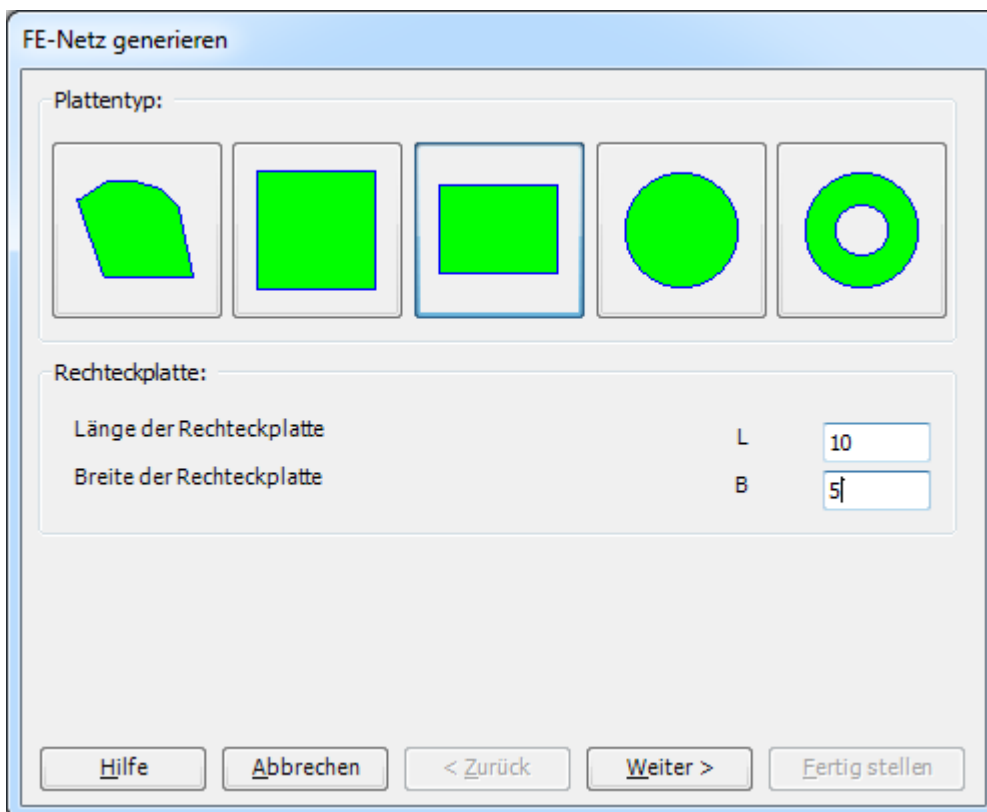 FE-Netz generieren
Plattentyp:
Rechteckplatte:
Länge der Rechteckplatte L 10
Breite der Rechteckplatte B 5
Hilfe Abbrechen < Zurück Weiter > Fertig stellen